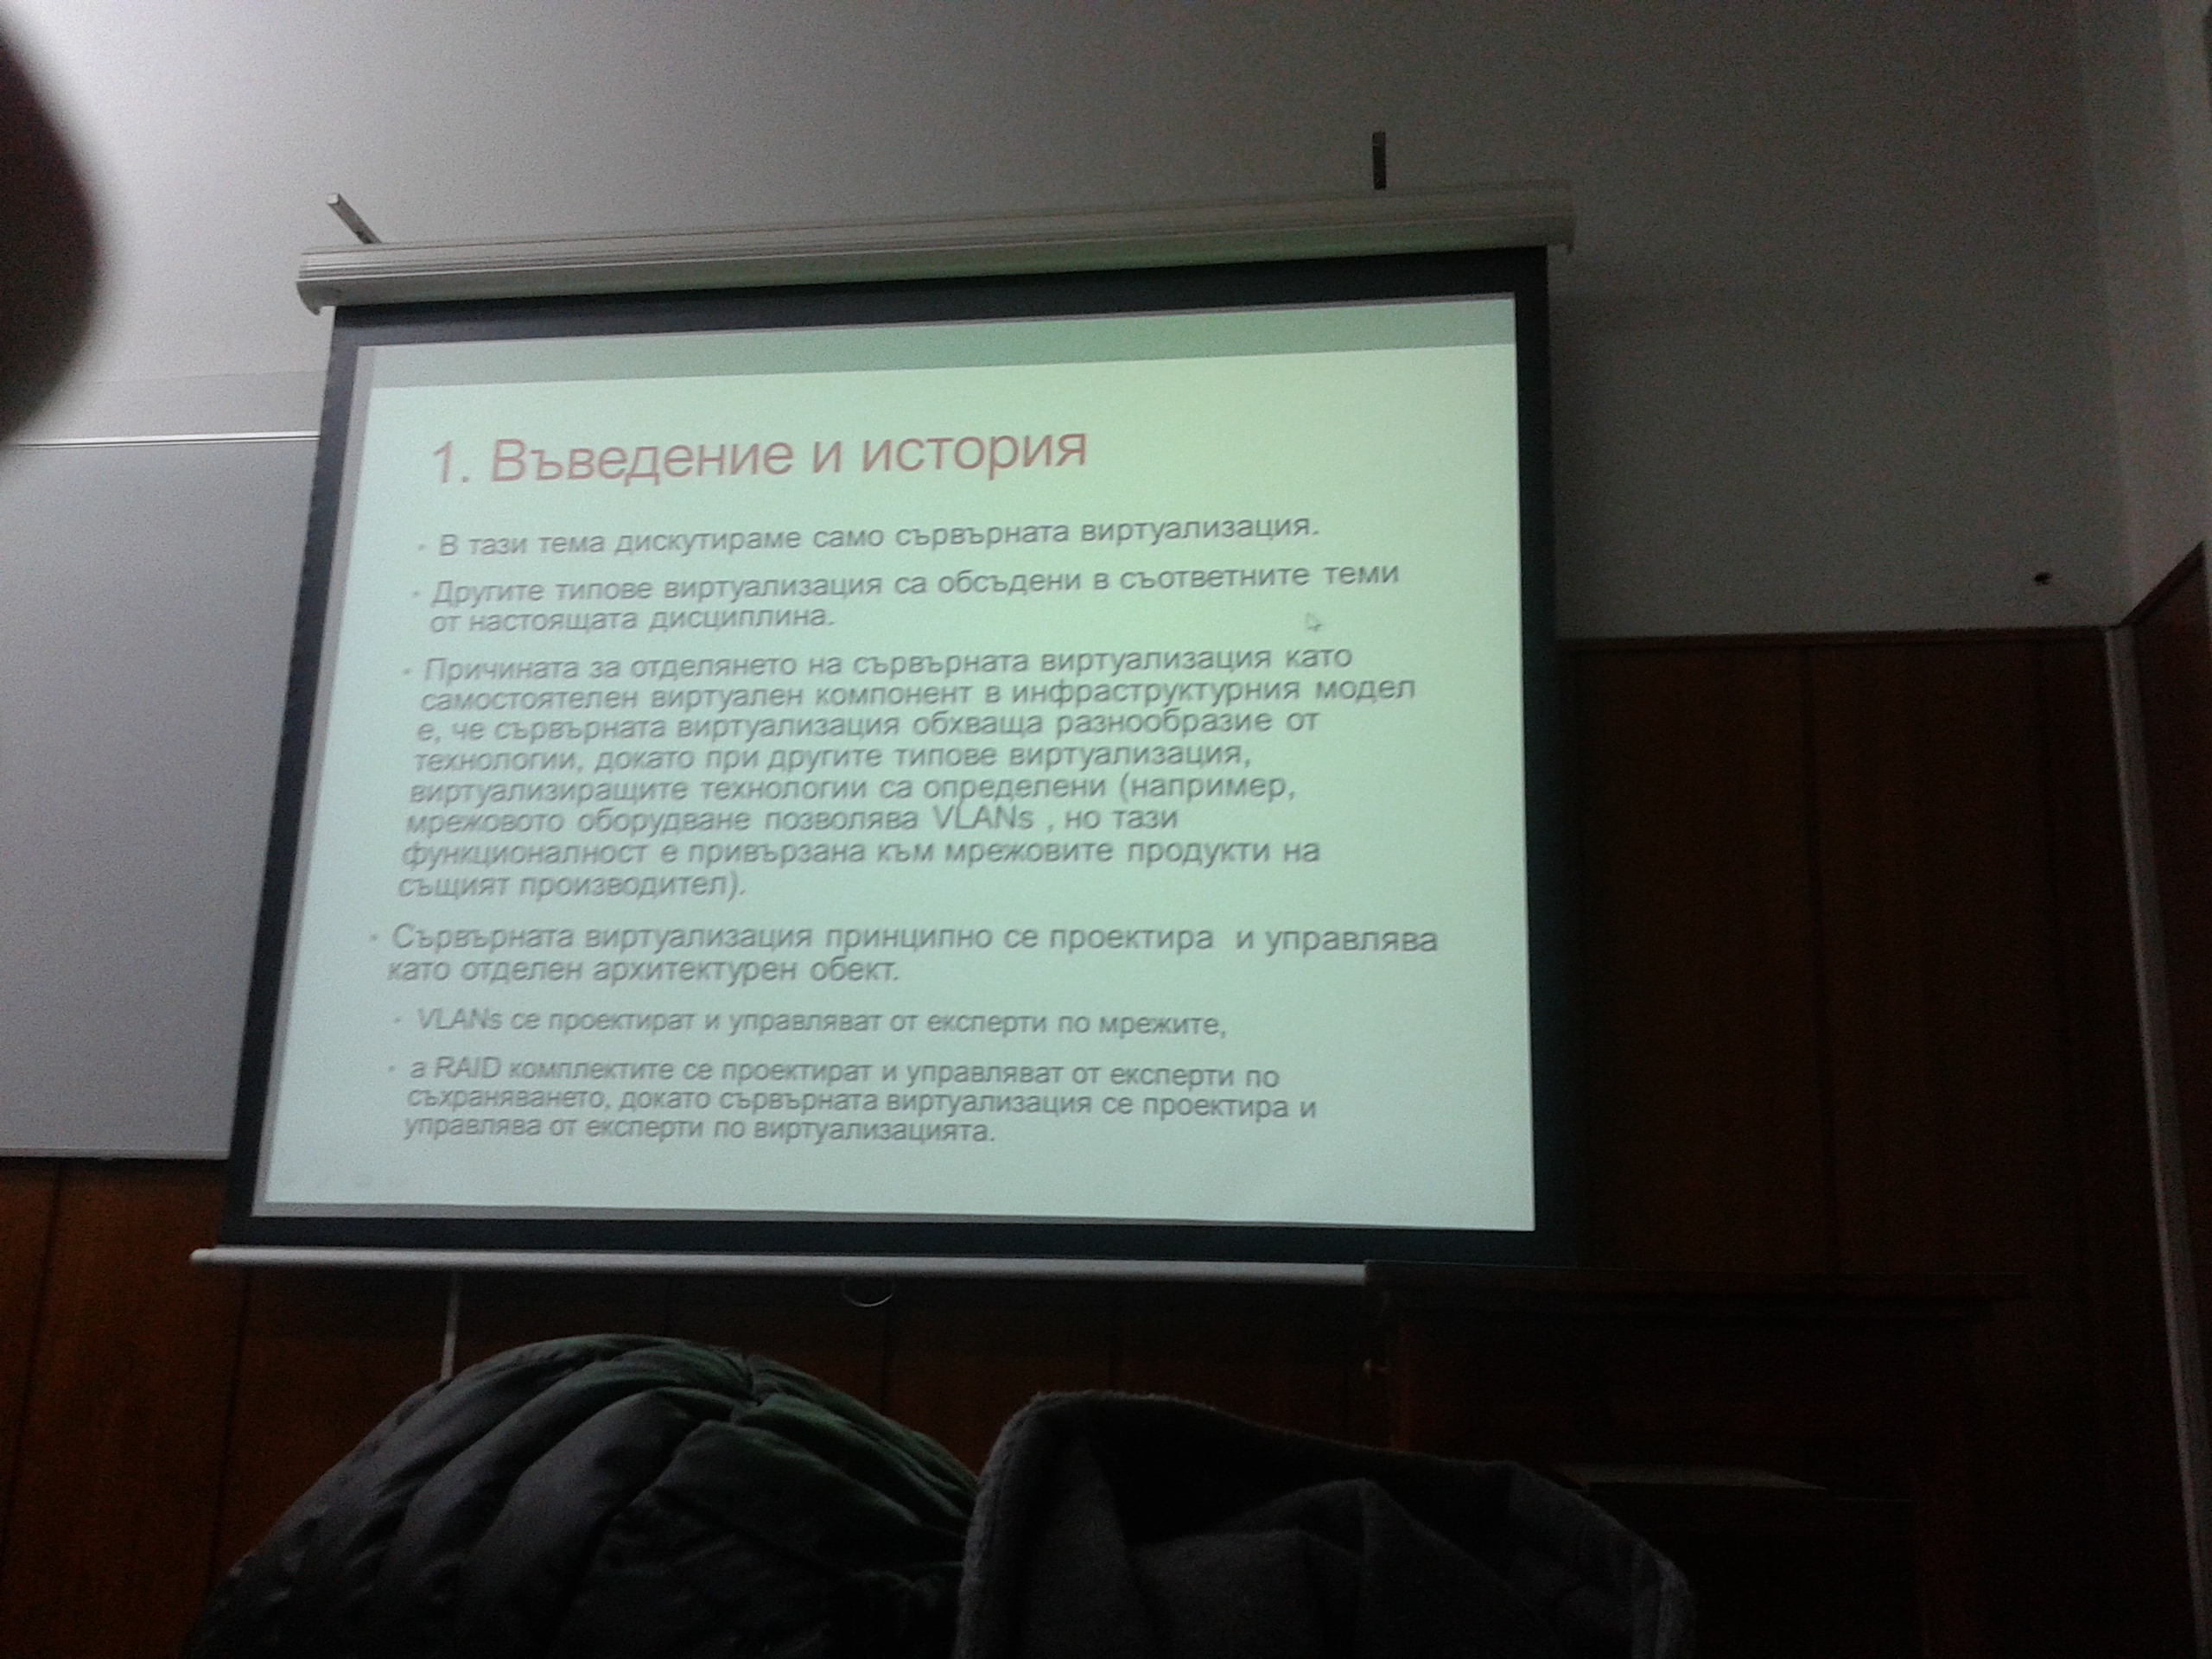 1. Въведение и история
В тази тема дискутираме само сървърната виртуализация.
Другите типове виртуализация са обсъдени в съответните теми
от настоящата дисциплина.
Причината за отделянето на сървърната виртуализация като
самостоятелен виртуален компонент в инфраструктурния модел
е, че сървърната виртуализация обхваща разнообразие от
технологии, докато при другите типове виртуализация,
виртуализиращите технологии са определени (например,
мрежовото оборудване позволява VLANs , но тази
функционалност е привързана към мрежовите продукти на
същият производител).
Сървърната виртуализация принципно се проектира и управлява
като отделен архитектурен обект.
VLANs се проектират и управляват от експерти по мрежите,
а RAID комплектите се проектират и управляват от експерти по
съхраняването, докато сървърната виртуализация се проектира и
управлява от експерти по виртуализацията.